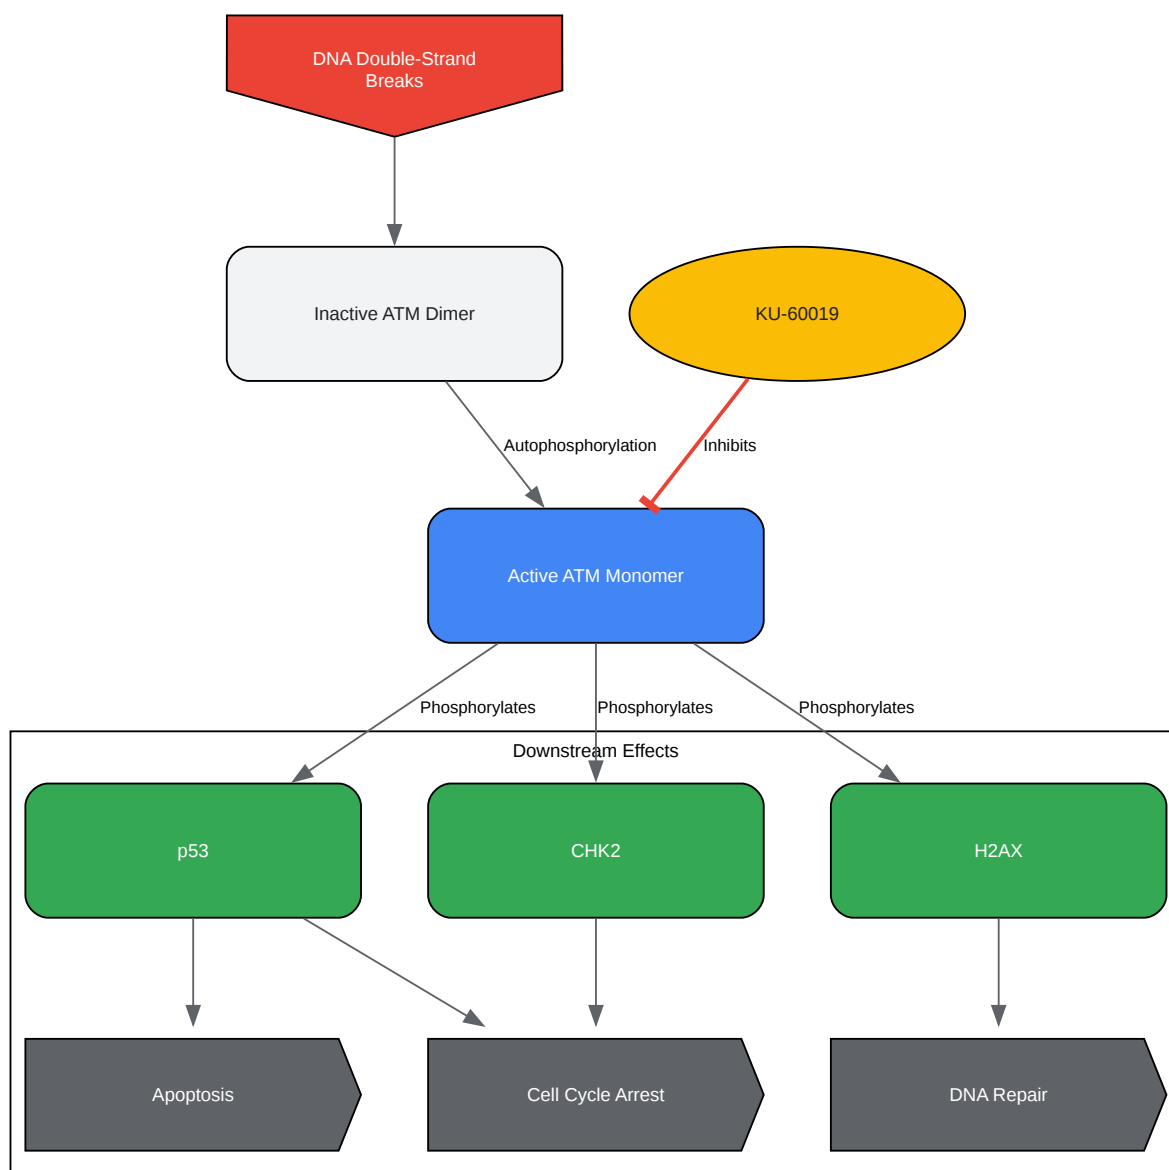 DNA Double-Strand
Breaks
Inactive ATM Dimer
KU-60019
Autophosphorylation
Inhibits
Active ATM Monomer
Phosphorylates
Phosphorylates
Phosphorylates
Downstream Effects
p53
CHK2
H2AX
Apoptosis
Cell Cycle Arrest
DNA Repair